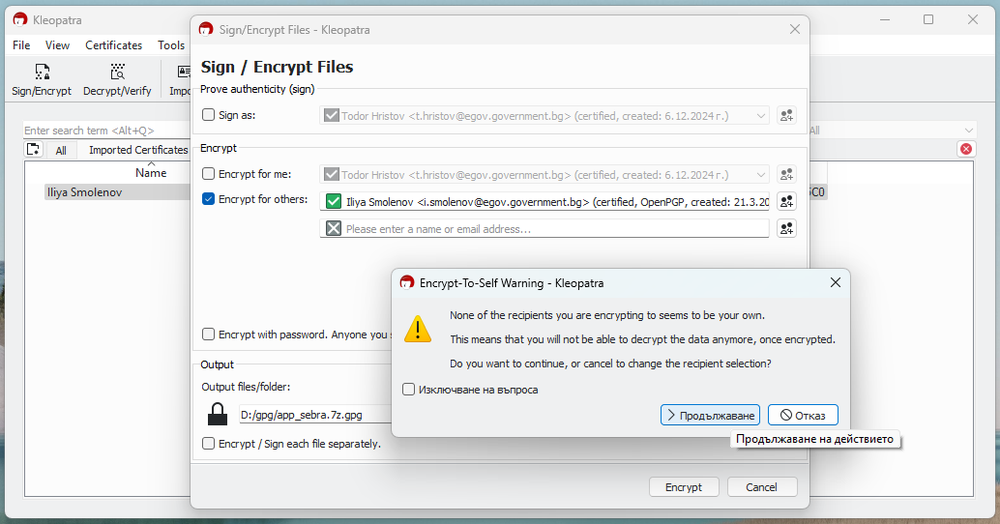 Kleopatra
File View Certificates Tools
Sign/Encrypt Decrypt/Verify
Enter search term <Alt+Q>
All
All Imported Certificates
Name
Iliya Smolenov
5C0
Sign/Encrypt Files - Kleopatra
Sign / Encrypt Files
Prove authenticity (sign)
Sign as: Todor Hristov <t.hristov@egov.government.bg> (certified, created: 6.12.2024 г.)
Encrypt
Encrypt for me: Todor Hristov <t.hristov@egov.government.bg> (certified, created: 6.12.2024 г.)
Encrypt for others: Iliya Smolenov <i.smolenov@egov.government.bg> (certified, OpenPGP, created: 21.3.20
Please enter a name or email address...
Encrypt with password. Anyone you
Output
Output files/folder:
D:/gpg/app_sebra.7z.gpg
Encrypt / Sign each file separately.
Encrypt Cancel
Encrypt-To-Self Warning - Kleopatra
None of the recipients you are encrypting to seems to be your own.
This means that you will not be able to decrypt the data anymore, once encrypted.
Do you want to continue, or cancel to change the recipient selection?
Изключване на въпроса
Продължаване Отказ
Продължаване на действието